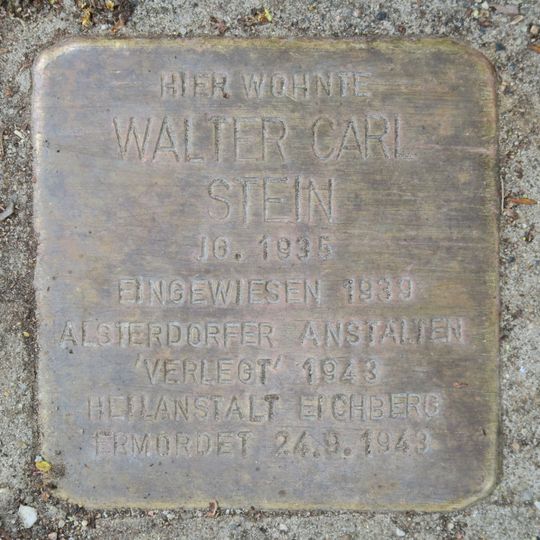 HIER WOHNTE
WALTER CARL
STEIN
JG. 1935
EINGEWIESEN 1939
ALSTERDORFER ANSTALTEN
'VERLEGT' 1943
HEILANSTALT EICHBERG
ERMORDET 24.9.1943